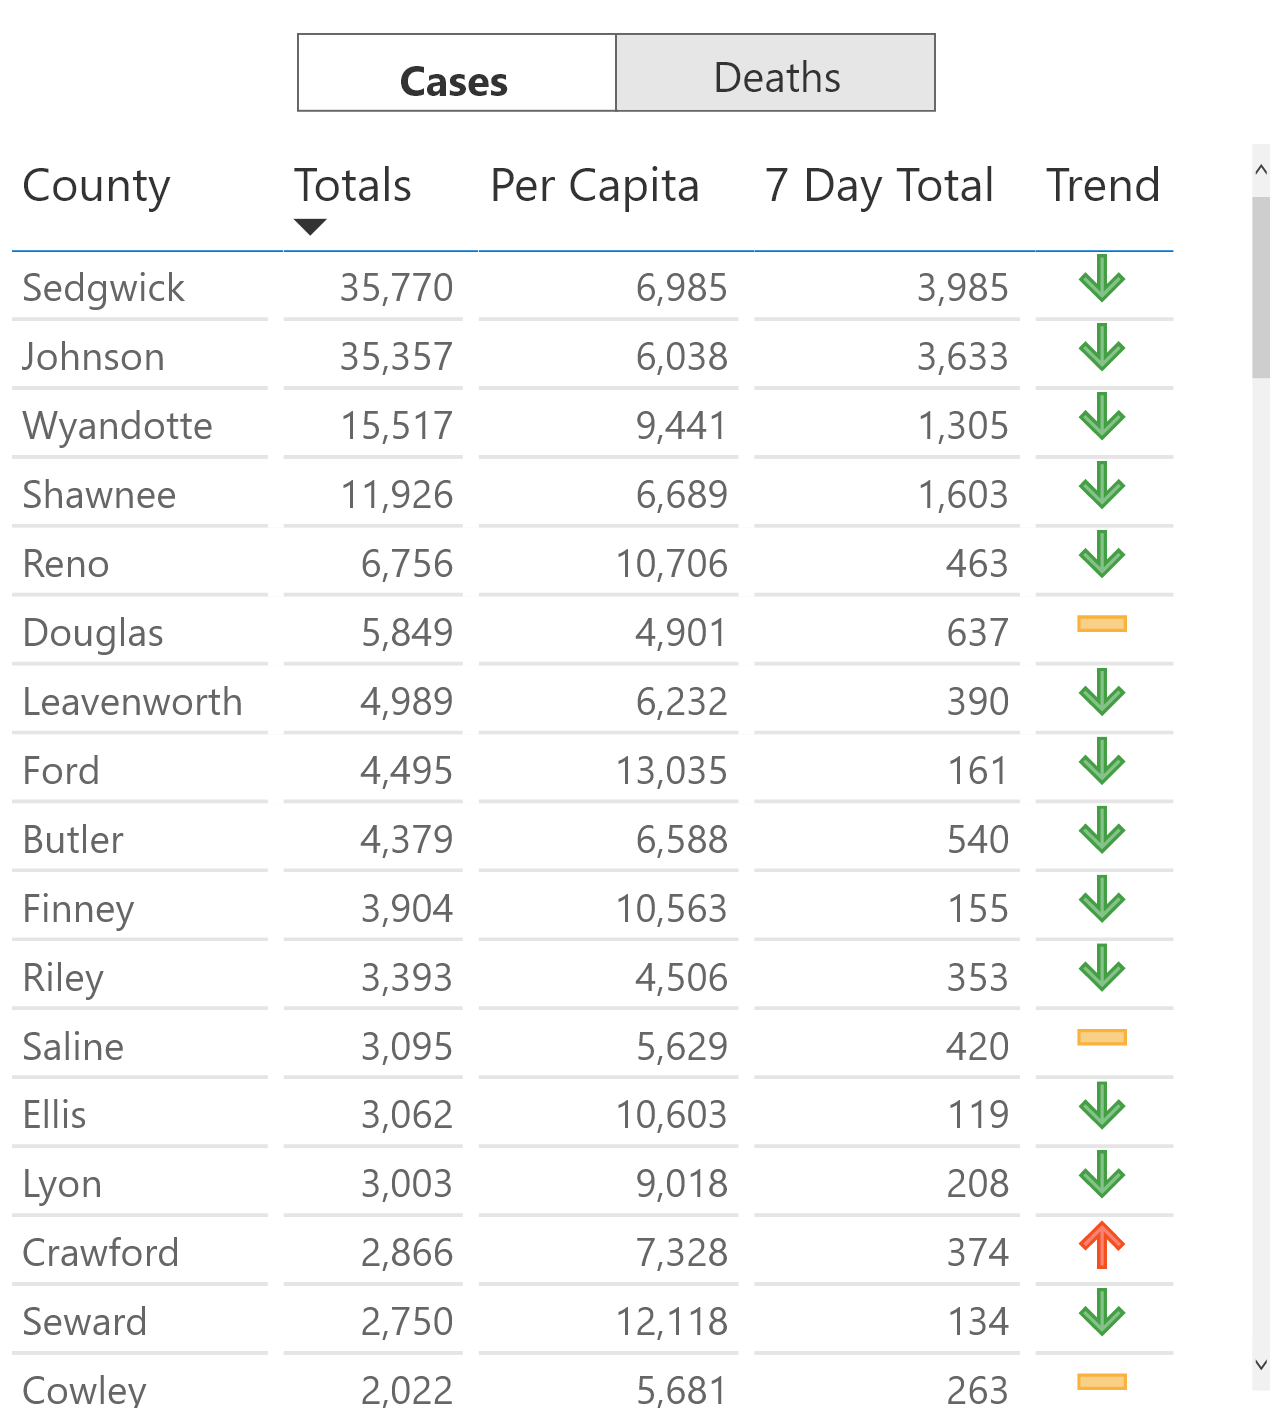 Cases Deaths
County Totals Per Capita 7 Day Total Trend
Sedgwick 35,770 6,985 3,985
Johnson 35,357 6,038 3,633
Wyandotte 15,517 9,441 1,305
Shawnee 11,926 6,689 1,603
Reno 6,756 10,706 463
Douglas 5,849 4,901 637
Leavenworth 4,989 6,232 390
Ford 4,495 13,035 161
Butler 4,379 6,588 540
Finney 3,904 10,563 155
Riley 3,393 4,506 353
Saline 3,095 5,629 420
Ellis 3,062 10,603 119
Lyon 3,003 9,018 208
Crawford 2,866 7,328 374
Seward 2,750 12,118 134
Cowley 2,022 5,681 263